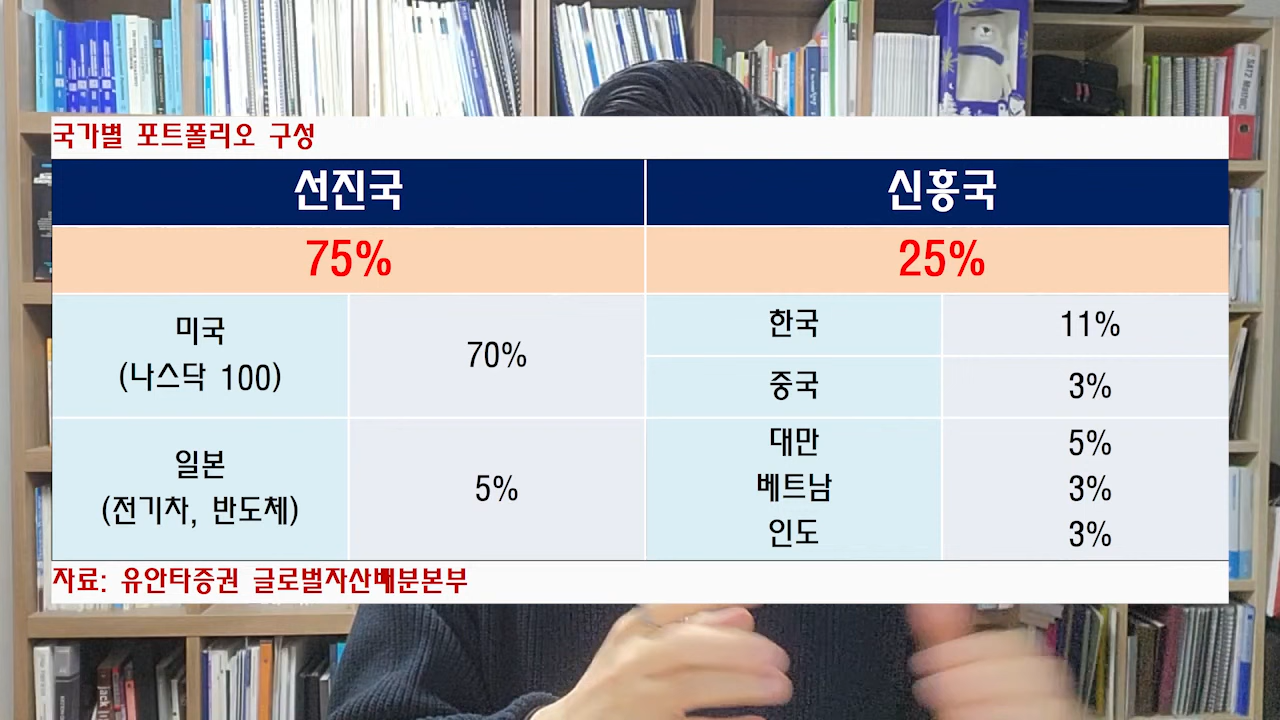 국가별 포트폴리오 구성
선진국 신흥국
75% 25%
미국
(나스닥 100)
70%
일본
(전기차, 반도체)
5%
한국 11%
중국 3%
대만 5%
베트남 3%
인도 3%
자료: 유안타증권 글로벌자산배분본부